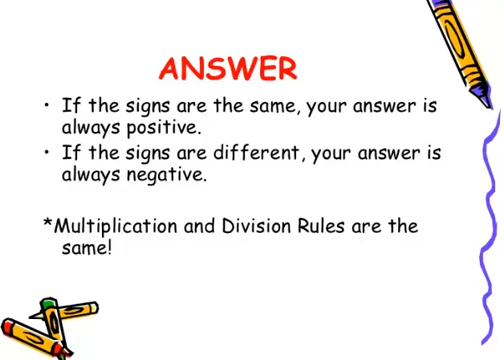 ANSWER
• If the signs are the same, your answer is
always positive.
• If the signs are different, your answer is
always negative.
*Multiplication and Division Rules are the
same!